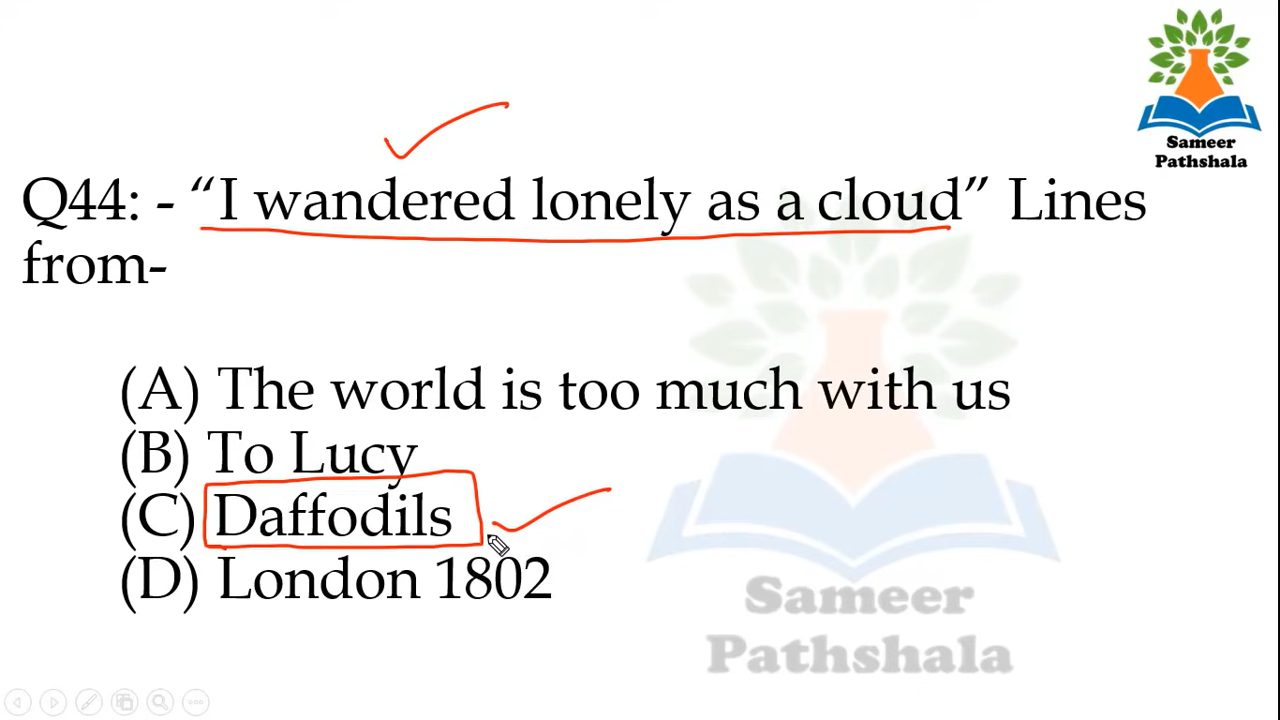 Sameer
Pathshala
Q44: - “I wandered lonely as a cloud” Lines
from-
(A) The world is too much with us
(B) To Lucy
(C) Daffodils
(D) London 1802
Sameer
Pathshala